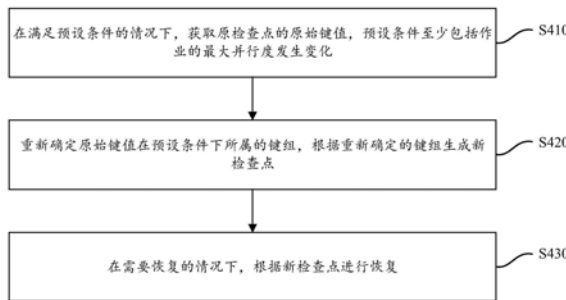 在满足预设条件的情况下，获取原检查点的原始键值，预设条件至少包括作
业的最大并行度发生变化
S410
重新确定原始键值在预设条件下所属的键组，根据重新确定的键组生成新
检查点
S420
在需要恢复的情况下，根据新检查点进行恢复
S430